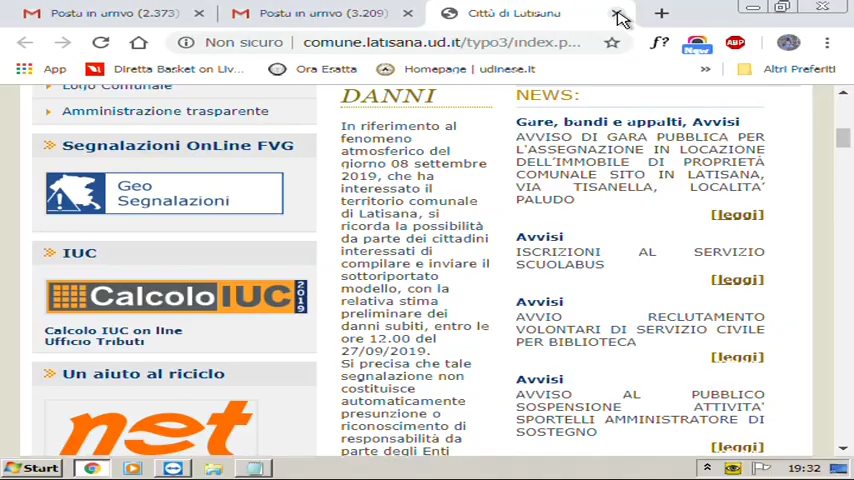 Posta in arrivo (2.373)
Posta in arrivo (3.209)
Città di Latisana
Non sicuro
comune.latisana.ud.it/typo3/index.p...
f?
New
ABP
App
Diretta Basket on Liv...
Ora Esatta
Homepage | udinese.it
»
Altri Preferiti
Logo Comunale
Amministrazione trasparente
Segnalazioni OnLine FVG
Geo
Segnalazioni
IUC
Calcolo IUC 2019
Calcolo IUC on line
Ufficio Tributi
Un aiuto al riciclo
net
DANNI
In riferimento al
fenomeno
atmosferico del
giorno 08 settembre
2019, che ha
interessato il
territorio comunale
di Latisana, si
ricorda la possibilità
da parte dei cittadini
interessati di
compilare e inviare il
sottoriportato
modello, con la
relativa stima
preliminare dei
danni subiti, entro le
ore 12.00 del
27/09/2019.
Si precisa che tale
segnalazione non
costituisce
automaticamente
presunzione o
riconoscimento di
responsabilità da
parte degli Enti
NEWS:
Gare, bandi e appalti, Avvisi
AVVISO DI GARA PUBBLICA PER
L'ASSEGNAZIONE IN LOCAZIONE
DELL'IMMOBILE DI PROPRIETÀ
COMUNALE SITO IN LATISANA,
VIA TISANELLA, LOCALITA'
PALUDO
[leggi]
Avvisi
ISCRIZIONI AL SERVIZIO
SCUOLABUS
[leggi]
Avvisi
AVVIO RECLUTAMENTO
VOLONTARI DI SERVIZIO CIVILE
PER BIBLIOTECA
[leggi]
Avvisi
AVVISO AL PUBBLICO
SOSPENSIONE ATTIVITA'
SPORTELLI AMMINISTRATORE DI
SOSTEGNO
[leggi]
Start
19:32